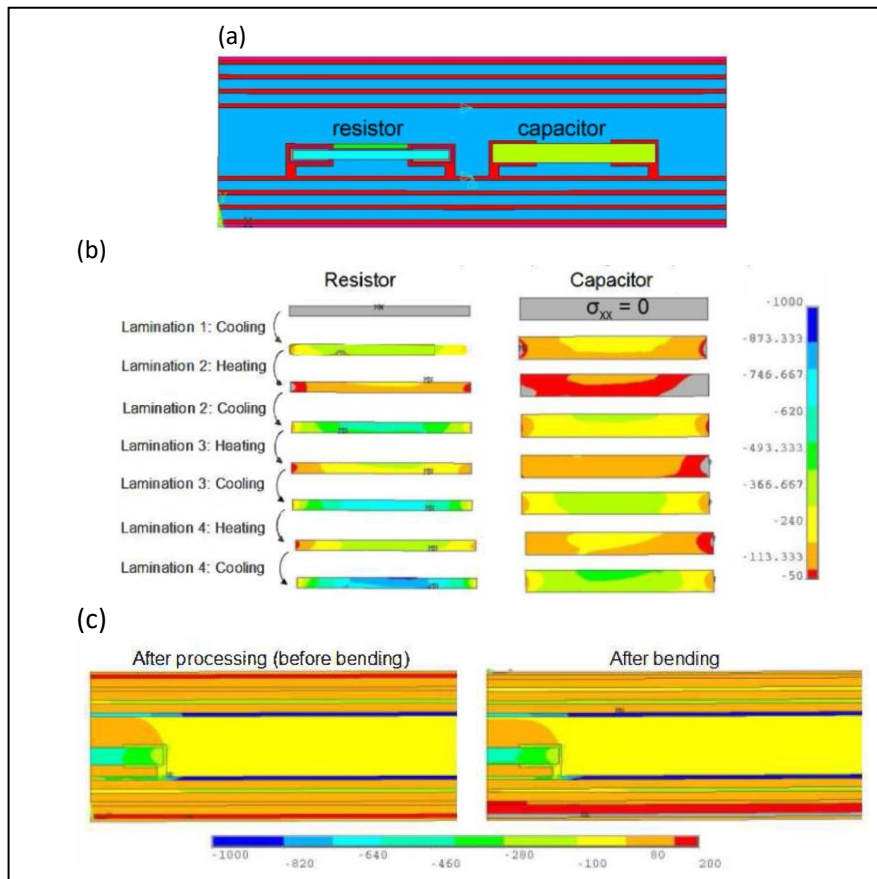 (a)
resistor capacitor
(b)
Resistor Capacitor
σxx = 0
Lamination 1: Cooling
Lamination 2: Heating
Lamination 2: Cooling
Lamination 3: Heating
Lamination 3: Cooling
Lamination 4: Heating
Lamination 4: Cooling
-1000
-873.333
-746.667
-620
-493.333
-366.667
-240
-113.333
-50
(c)
After processing (before bending) After bending
-1000 -820 -640 -460 -280 -100 80 200